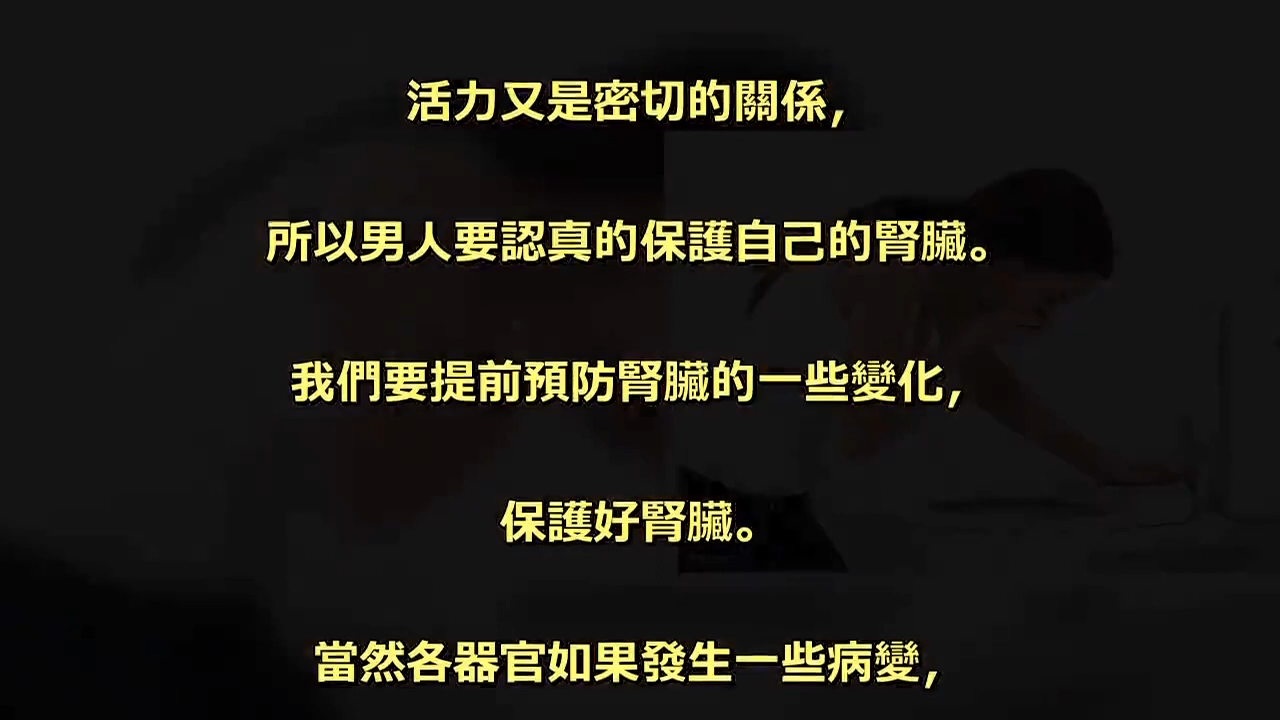 活力又是密切的關係，
所以男人要認真的保護自己的腎臟。
我們要提前預防腎臟的一些變化，
保護好腎臟。
當然各器官如果發生一些病變，